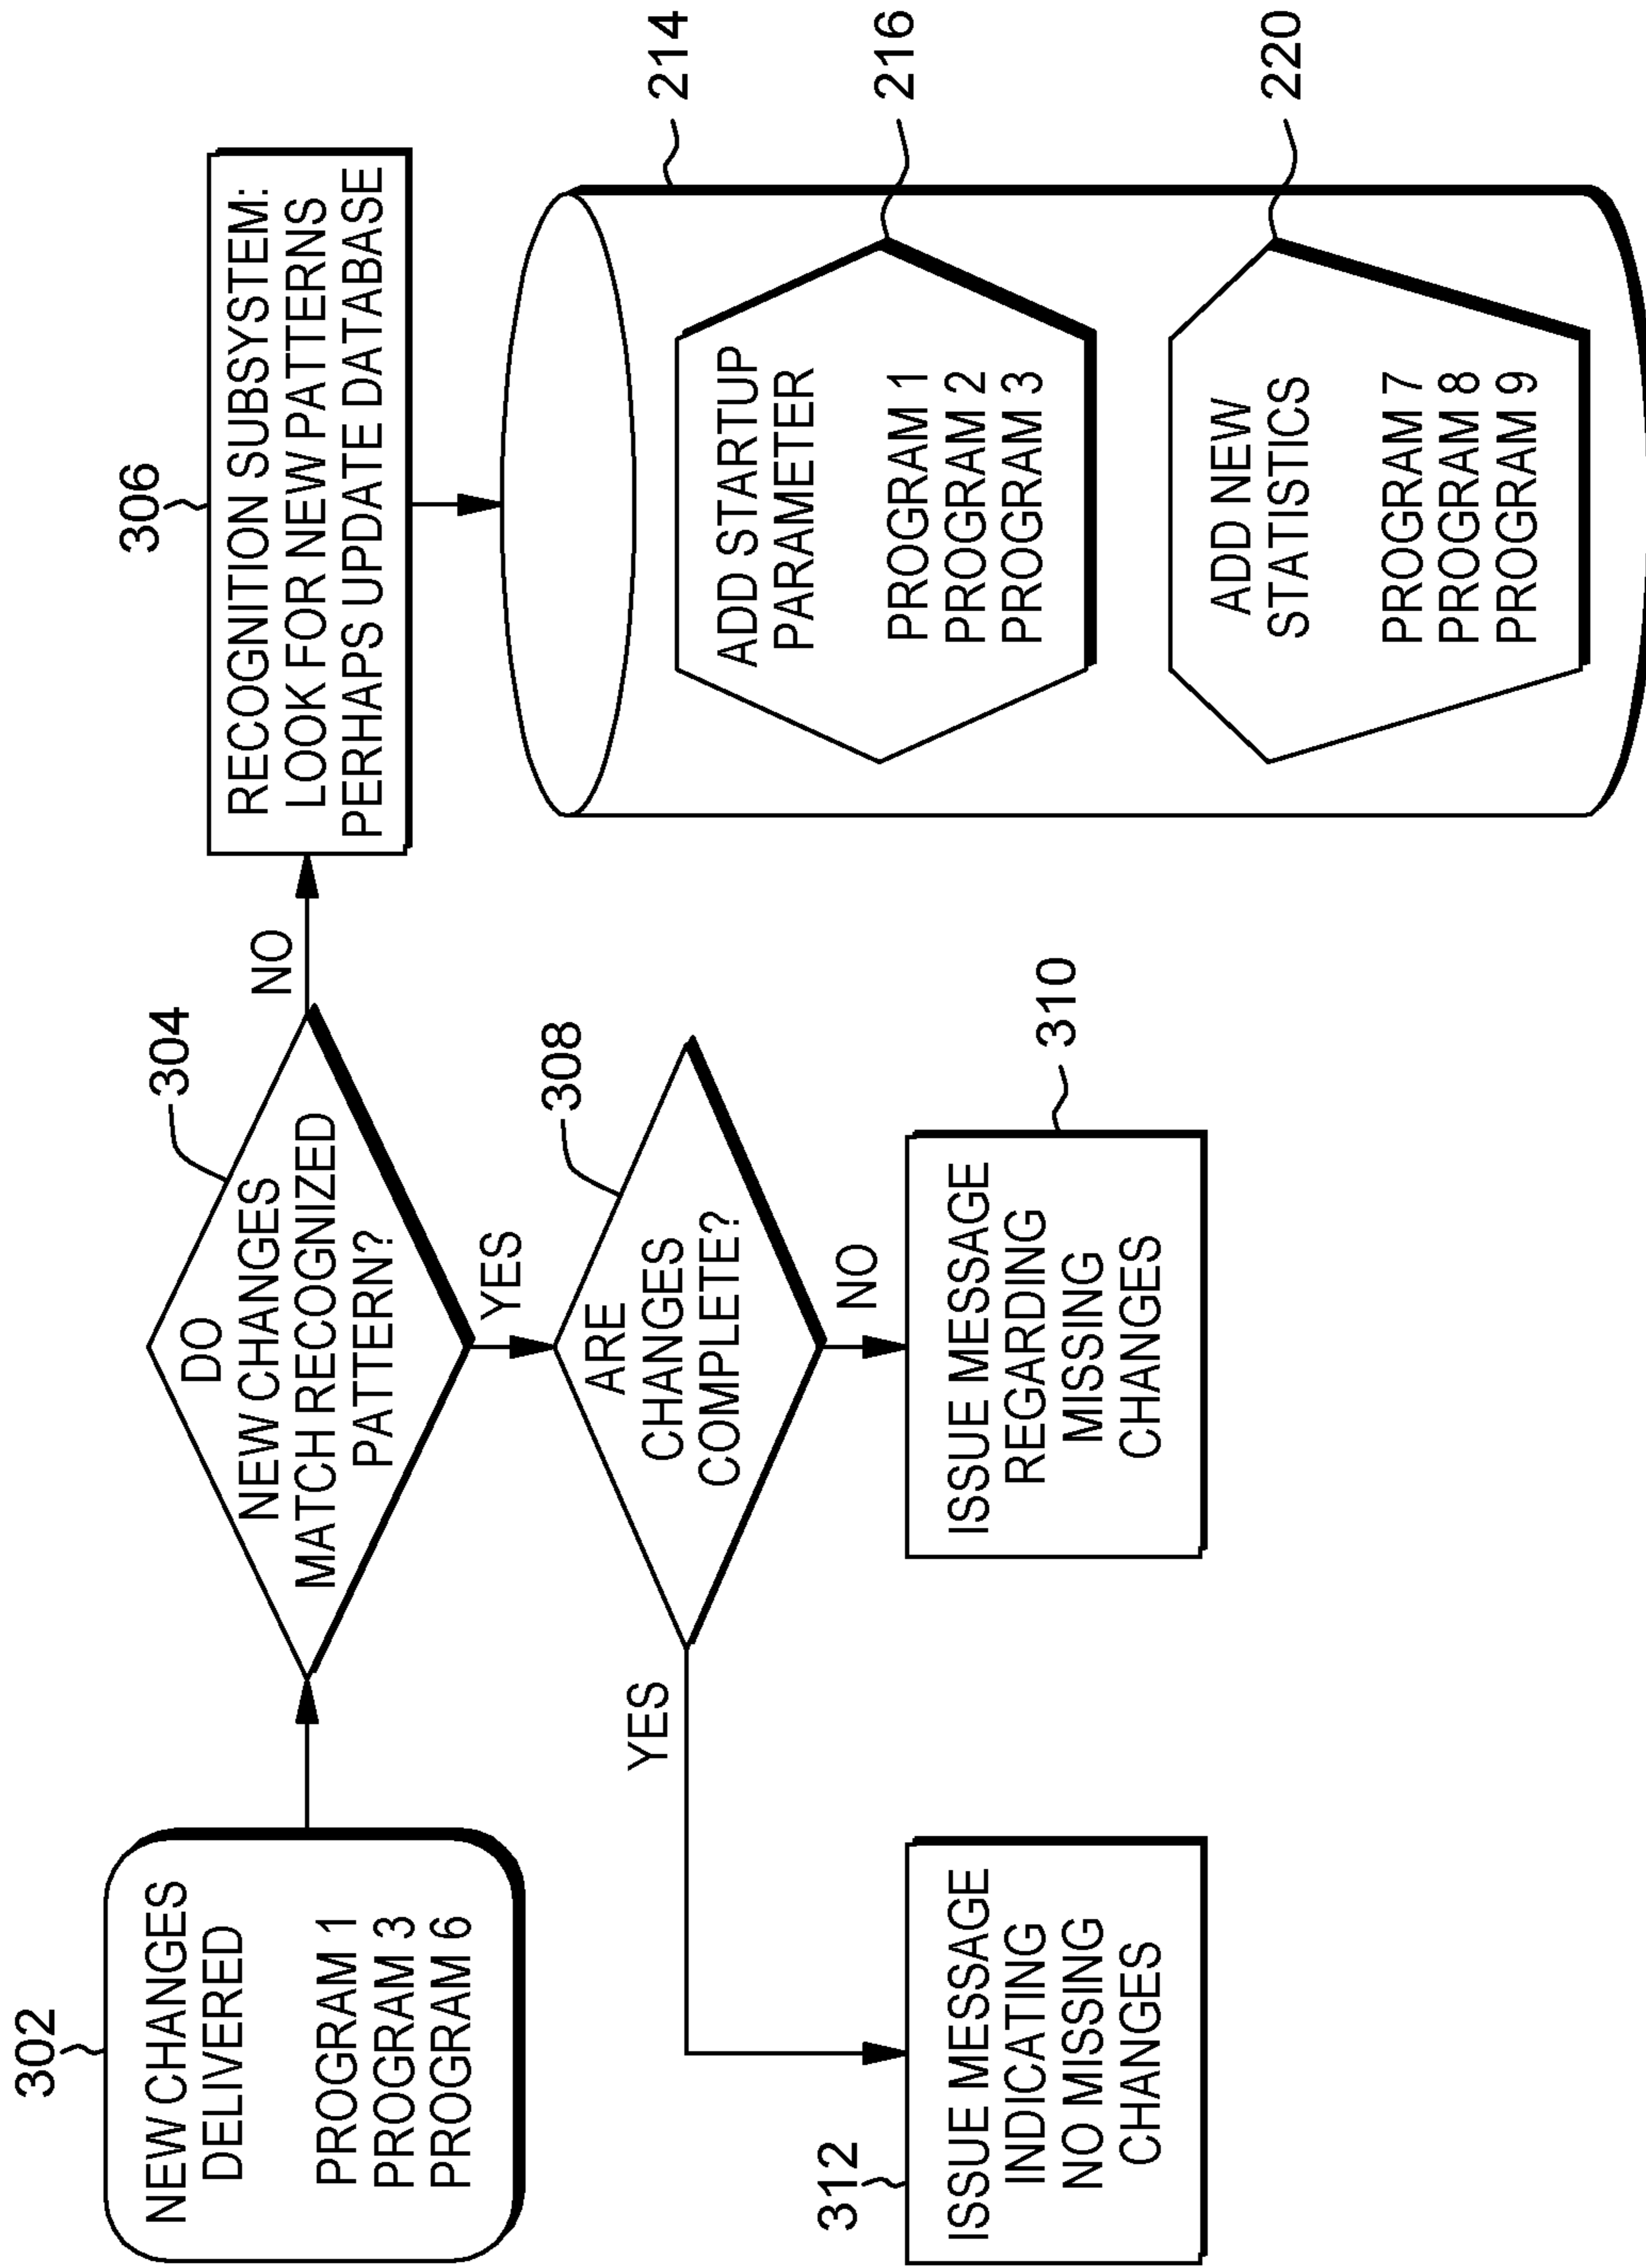 302
NEW CHANGES
DELIVERED
PROGRAM 1
PROGRAM 3
PROGRAM 6
304
DO
NEW CHANGES
MATCH RECOGNIZED
PATTERN?
NO
306
RECOGNITION SUBSYSTEM:
LOOK FOR NEW PATTERNS
PERHAPS UPDATE DATABASE
YES
308
ARE
CHANGES
COMPLETE?
YES
NO
312
ISSUE MESSAGE
INDICATING
NO MISSING
CHANGES
310
ISSUE MESSAGE
REGARDING
MISSING
CHANGES
214
216
ADD STARTUP
PARAMETER
PROGRAM 1
PROGRAM 2
PROGRAM 3
220
ADD NEW
STATISTICS
PROGRAM 7
PROGRAM 8
PROGRAM 9